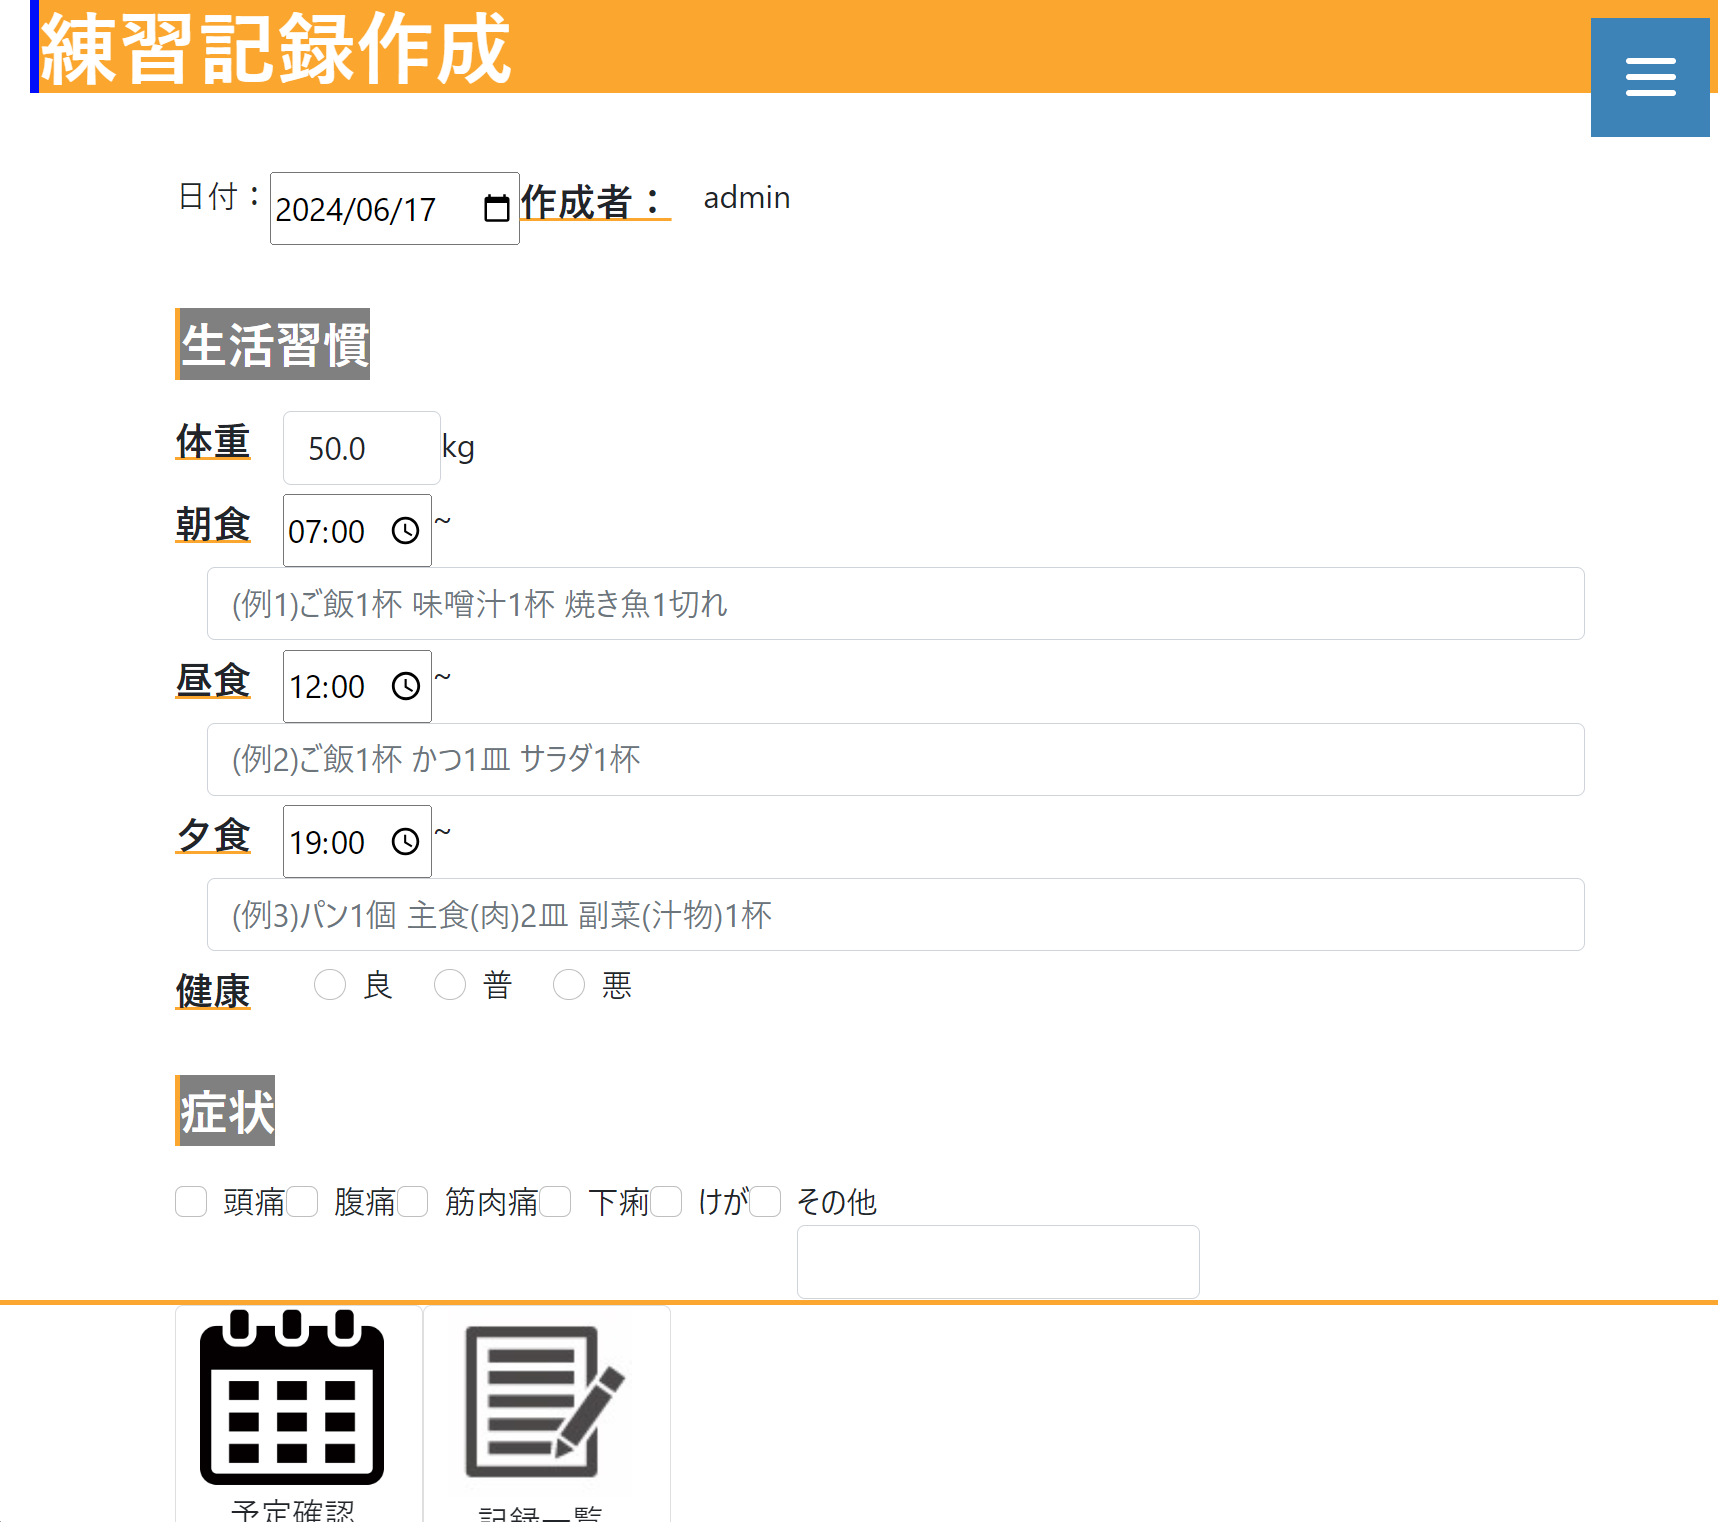 練習記録作成
日付： 2024/06/17 作成者： admin
生活習慣
体重 50.0 kg
朝食 07:00 ~
(例1)ご飯1杯 味噌汁1杯 焼き魚1切れ
昼食 12:00 ~
(例2)ご飯1杯 かつ1皿 サラダ1杯
夕食 19:00 ~
(例3)パン1個 主食(肉)2皿 副菜(汁物)1杯
健康 良 普 悪
症状
頭痛 腹痛 筋肉痛 下痢 けが その他
予定確認 記録一覧